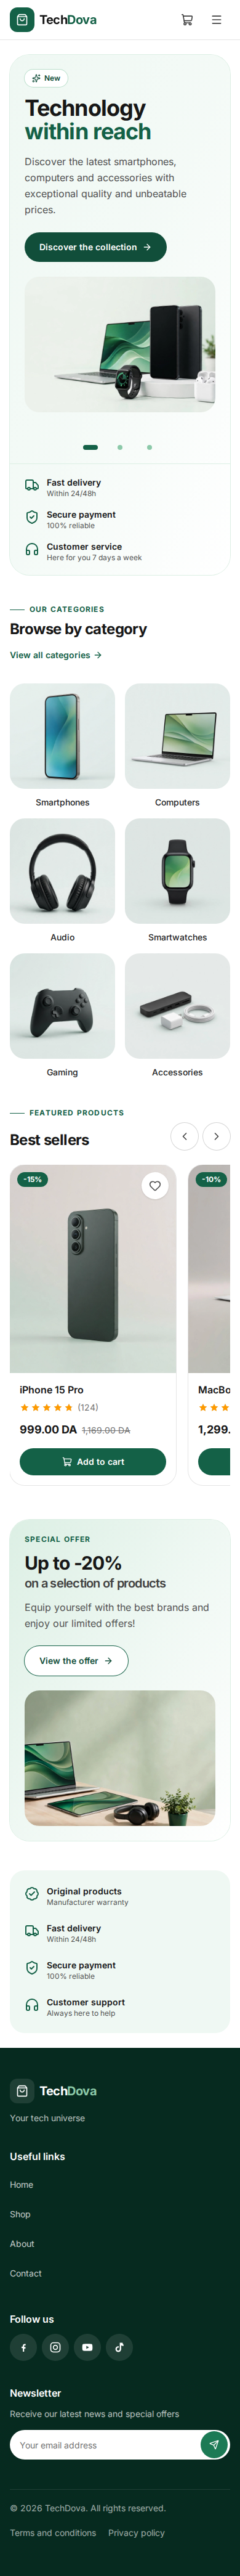 TechDova
New
Technology
within reach
Discover the latest smartphones,
computers and accessories with
exceptional quality and unbeatable
prices.
Discover the collection
Fast delivery
Within 24/48h
Secure payment
100% reliable
Customer service
Here for you 7 days a week
OUR CATEGORIES
Browse by category
View all categories
Smartphones
Computers
Audio
Smartwatches
Gaming
Accessories
FEATURED PRODUCTS
Best sellers
-15%
-10%
iPhone 15 Pro
MacBo
(124)
999.00 DA 1,169.00 DA
1,299.
Add to cart
SPECIAL OFFER
Up to -20%
on a selection of products
Equip yourself with the best brands and
enjoy our limited offers!
View the offer
Original products
Manufacturer warranty
Fast delivery
Within 24/48h
Secure payment
100% reliable
Customer support
Always here to help
TechDova
Your tech universe
Useful links
Home
Shop
About
Contact
Follow us
Newsletter
Receive our latest news and special offers
Your email address
© 2026 TechDova. All rights reserved.
Terms and conditions Privacy policy